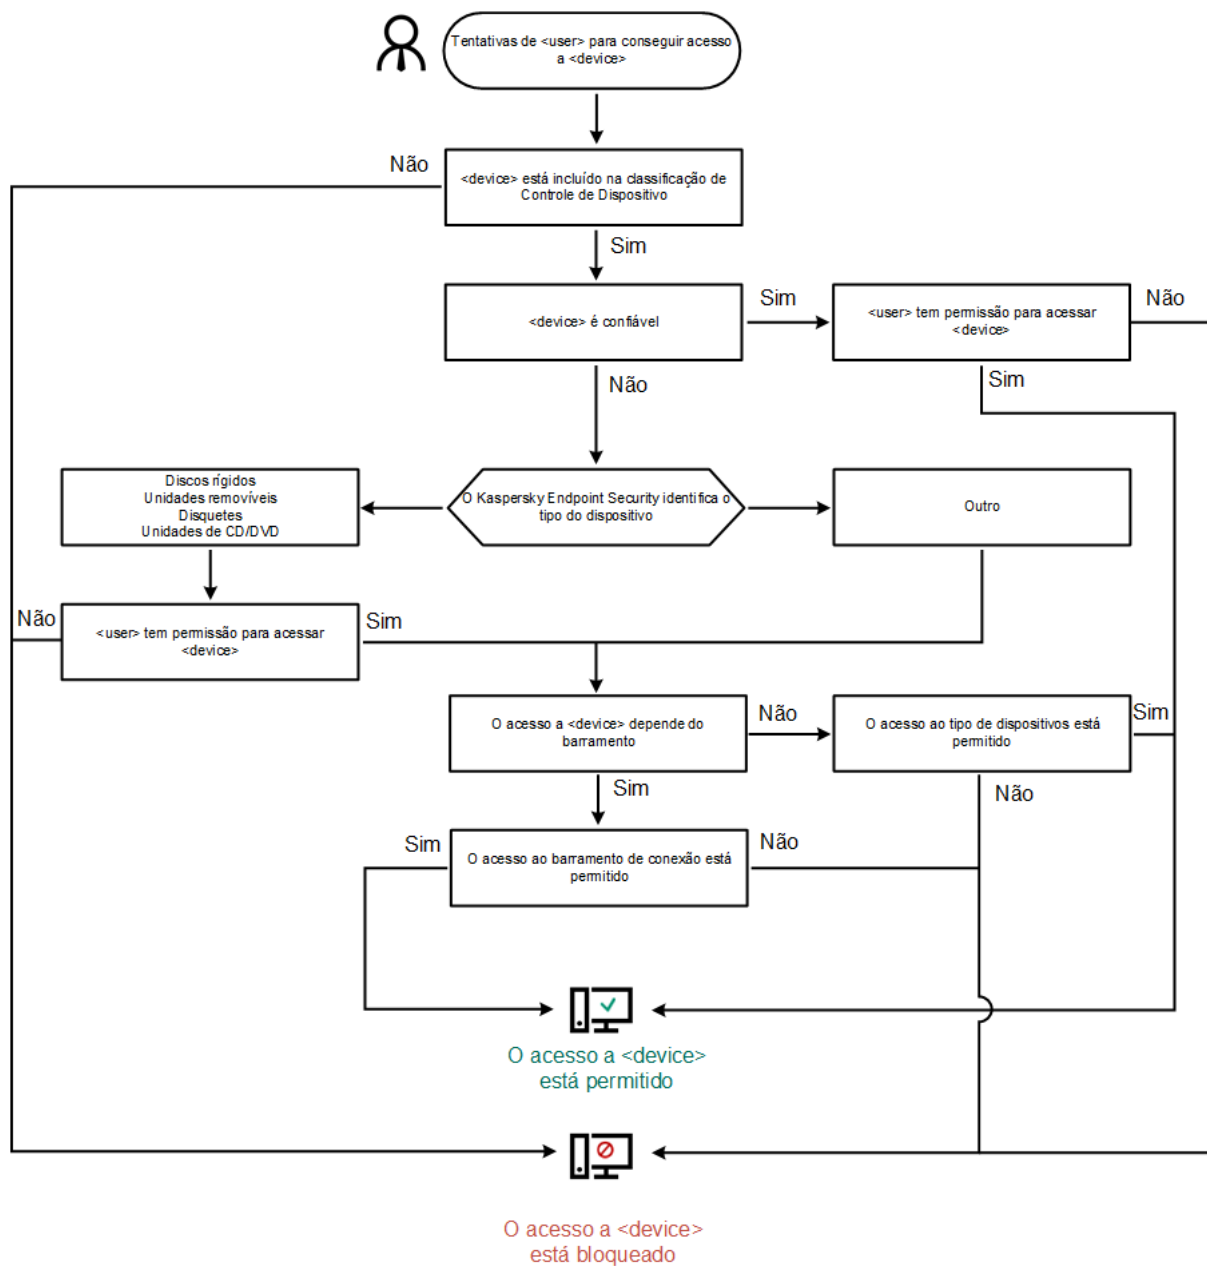 Tentativas de <user> para conseguir acesso
a <device>
Não
<device> está incluído na classificação de
Controle de Dispositivo
Sim
<device> é confiável
Sim
<user> tem permissão para acessar
<device>
Não
Não
Sim
Discos rígidos
Unidades removíveis
Disquetes
Unidades de CD/DVD
O Kaspersky Endpoint Security identifica o
tipo do dispositivo
Outro
Não
<user> tem permissão para acessar
<device>
Sim
O acesso a <device> depende do
barramento
Não
O acesso ao tipo de dispositivos está
permitido
Sim
Sim
Não
Sim
O acesso ao barramento de conexão está
permitido
Não
O acesso a <device>
está permitido
O acesso a <device>
está bloqueado